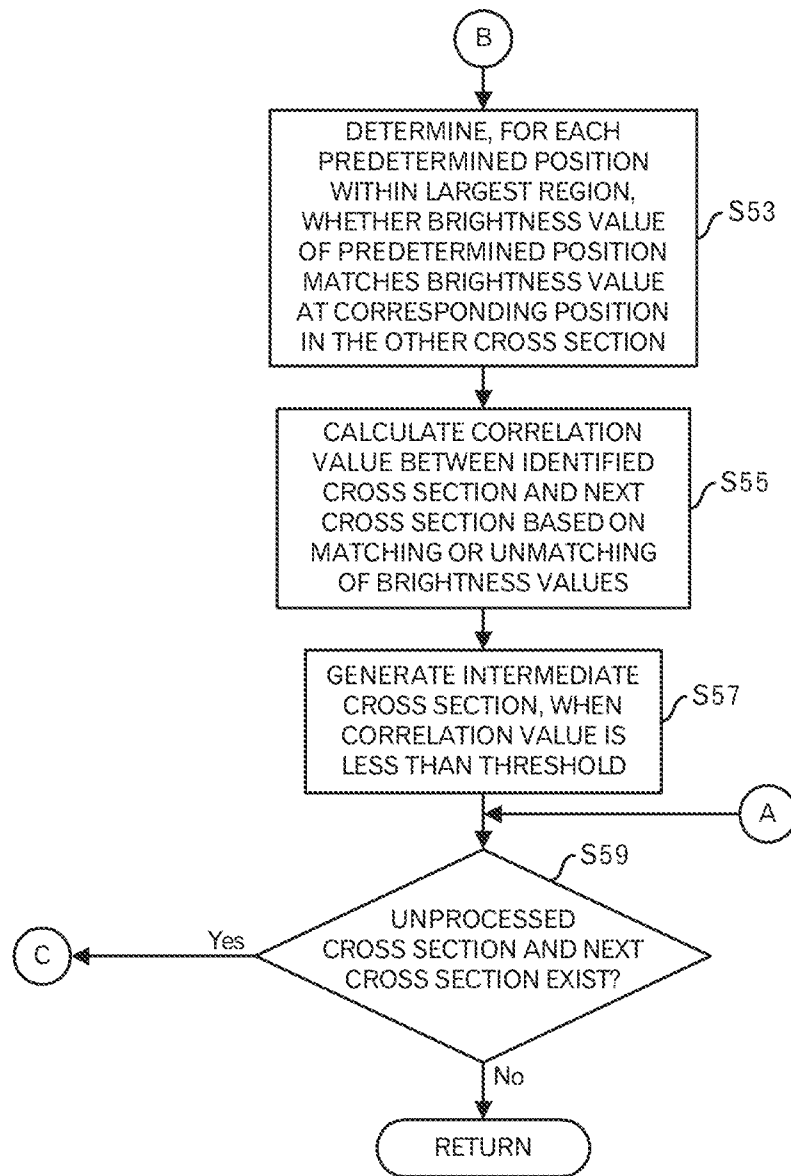 B
DETERMINE, FOR EACH
PREDETERMINED POSITION
WITHIN LARGEST REGION,
WHETHER BRIGHTNESS VALUE
OF PREDETERMINED POSITION
MATCHES BRIGHTNESS VALUE
AT CORRESPONDING POSITION
IN THE OTHER CROSS SECTION
S53
CALCULATE CORRELATION
VALUE BETWEEN IDENTIFIED
CROSS SECTION AND NEXT
CROSS SECTION BASED ON
MATCHING OR UNMATCHING
OF BRIGHTNESS VALUES
S55
GENERATE INTERMEDIATE
CROSS SECTION, WHEN
CORRELATION VALUE IS
LESS THAN THRESHOLD
S57
A
S59
UNPROCESSED
CROSS SECTION AND NEXT
CROSS SECTION EXIST?
Yes
C
No
RETURN